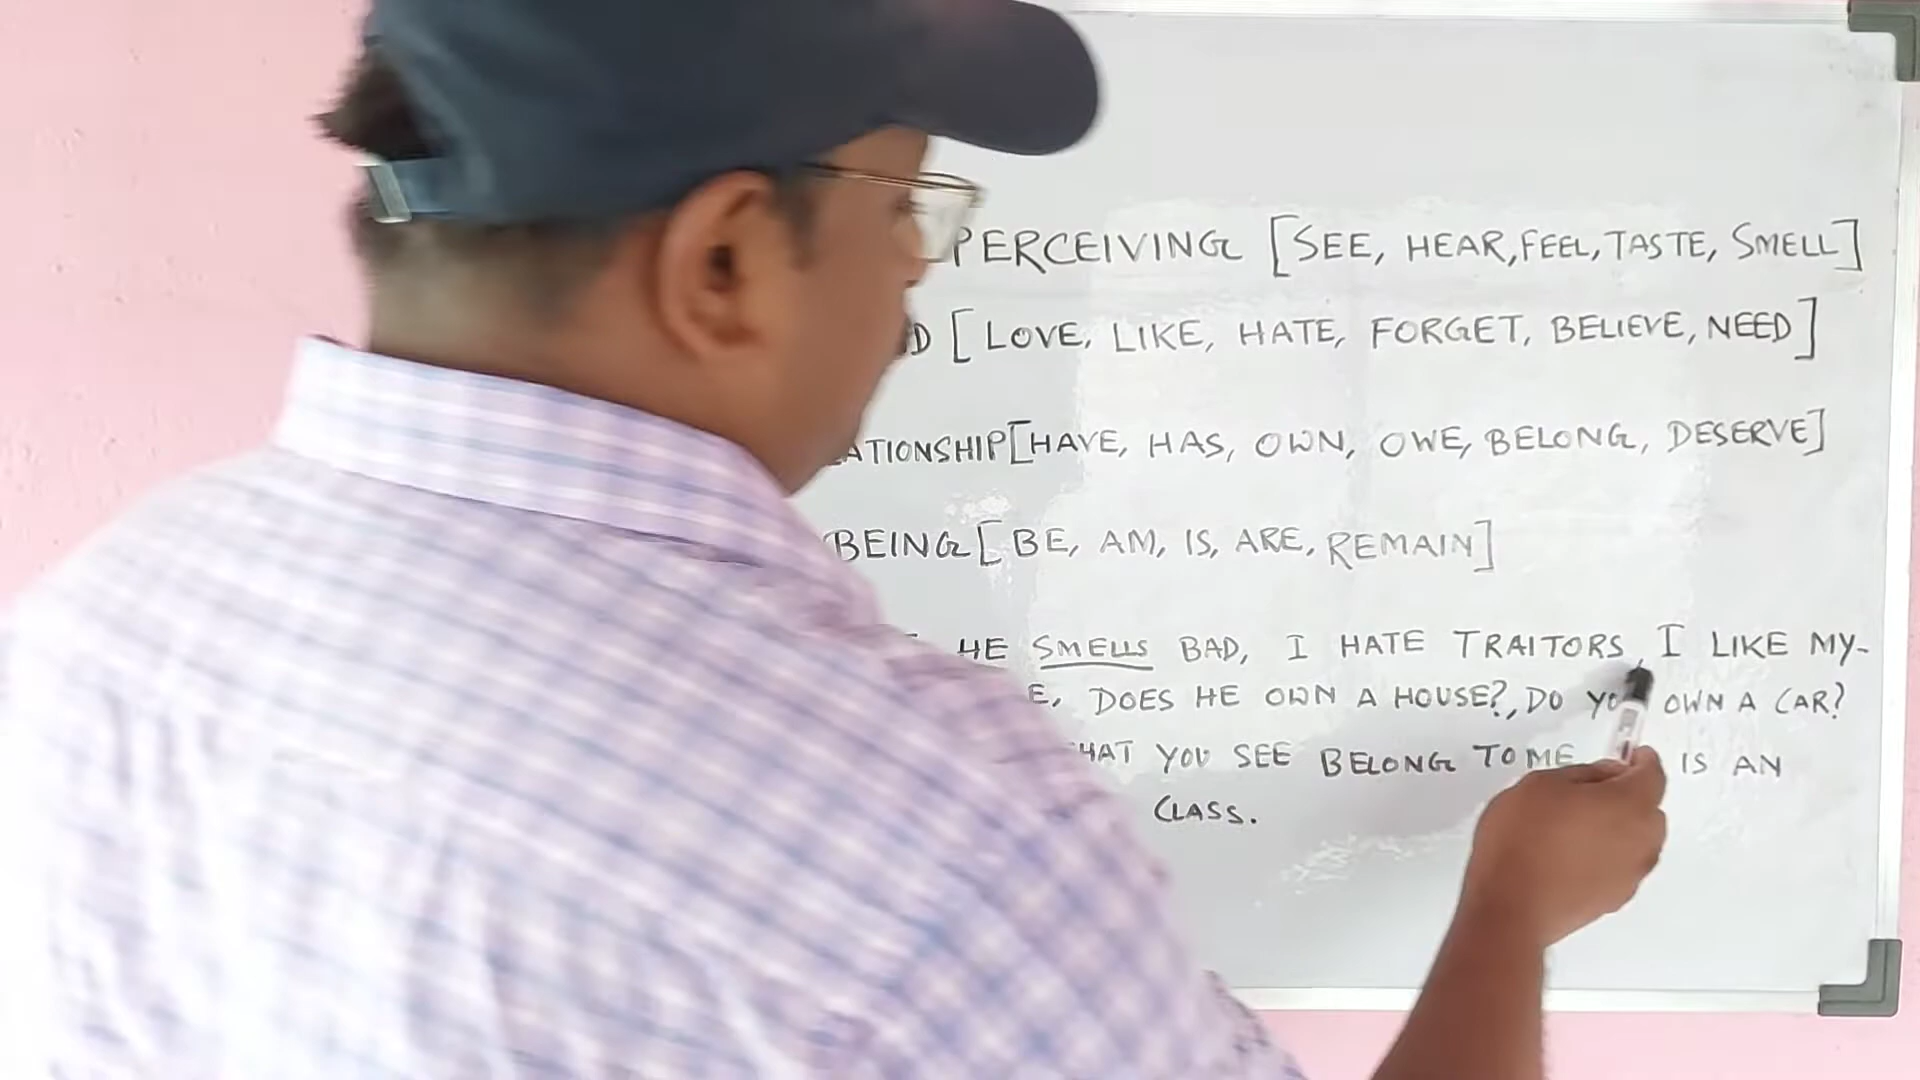 PERCEIVING [SEE, HEAR, FEEL, TASTE, SMELL]
[LOVE, LIKE, HATE, FORGET, BELIEVE, NEED]
[HAVE, HAS, OWN, OWE, BELONG, DESERVE]
BEING [BE, AM, IS, ARE, REMAIN]
HE SMELLS BAD, I HATE TRAITORS, I LIKE MY-
DOES HE OWN A HOUSE?, DO YOU OWN A CAR?
YOU SEE BELONG TO ME IS AN
CLASS.